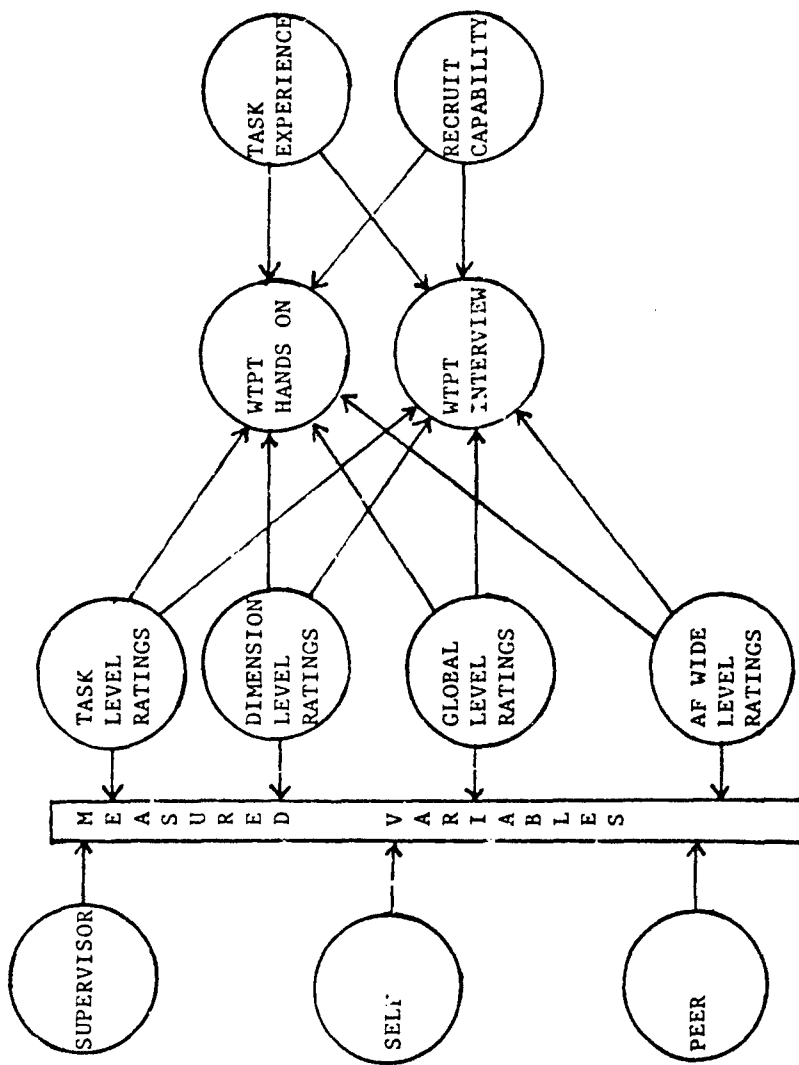 SUPERVISOR
SELF
PEER
MEASURED
VARIABLES
TASK
LEVEL
RATINGS
DIMENSION
LEVEL
RATINGS
GLOBAL
LEVEL
RATINGS
AF WIDE
LEVEL
RATINGS
WTPT
HANDS ON
WTPT
INTERVIEW
TASK
EXPERIENCE
RECRUIT
CAPABILITY